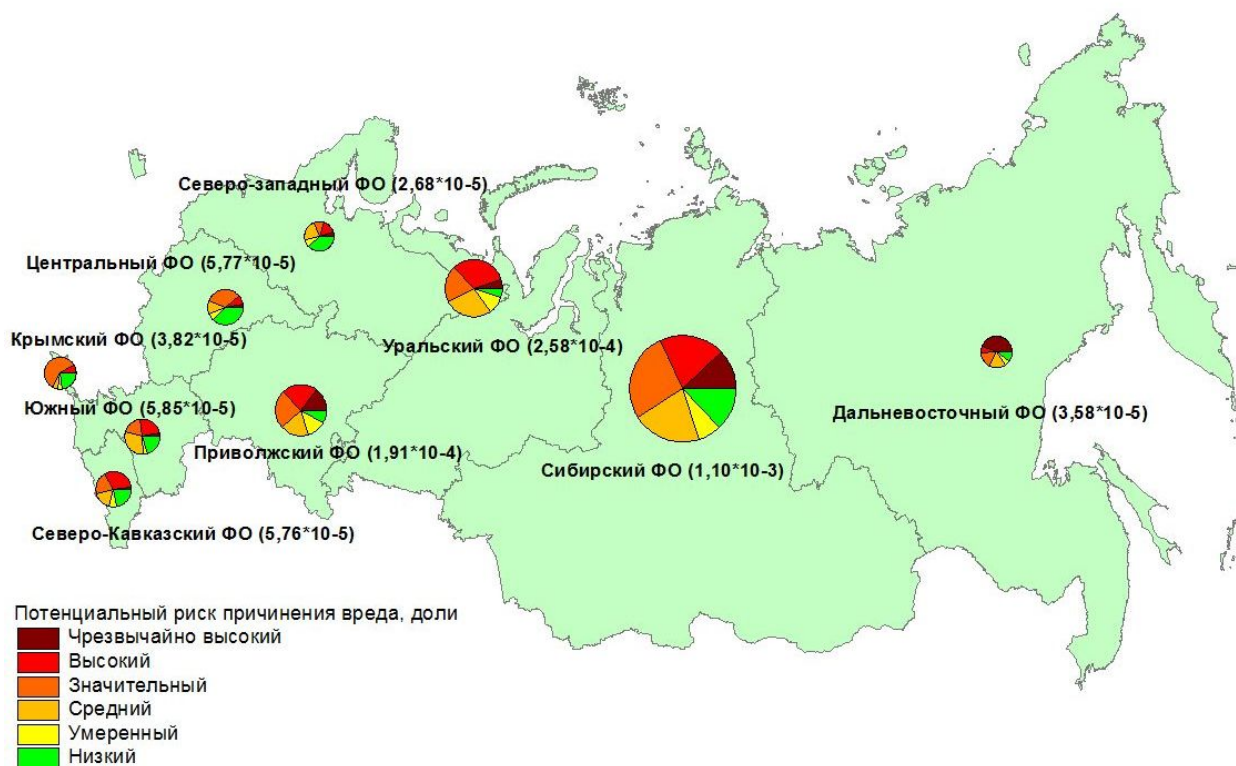 Северо-западный ФО (2,68*10-5)
Центральный ФО (5,77*10-5)
Крымский ФО (3,82*10-5)
Уральский ФО (2,58*10-4)
Южный ФО (5,85*10-5)
Дальневосточный ФО (3,58*10-5)
Приволжский ФО (1,91*10-4)
Сибирский ФО (1,10*10-3)
Северо-Кавказский ФО (5,76*10-5)
Потенциальный риск причинения вреда, доли
Чрезвычайно высокий
Высокий
Значительный
Средний
Умеренный
Низкий